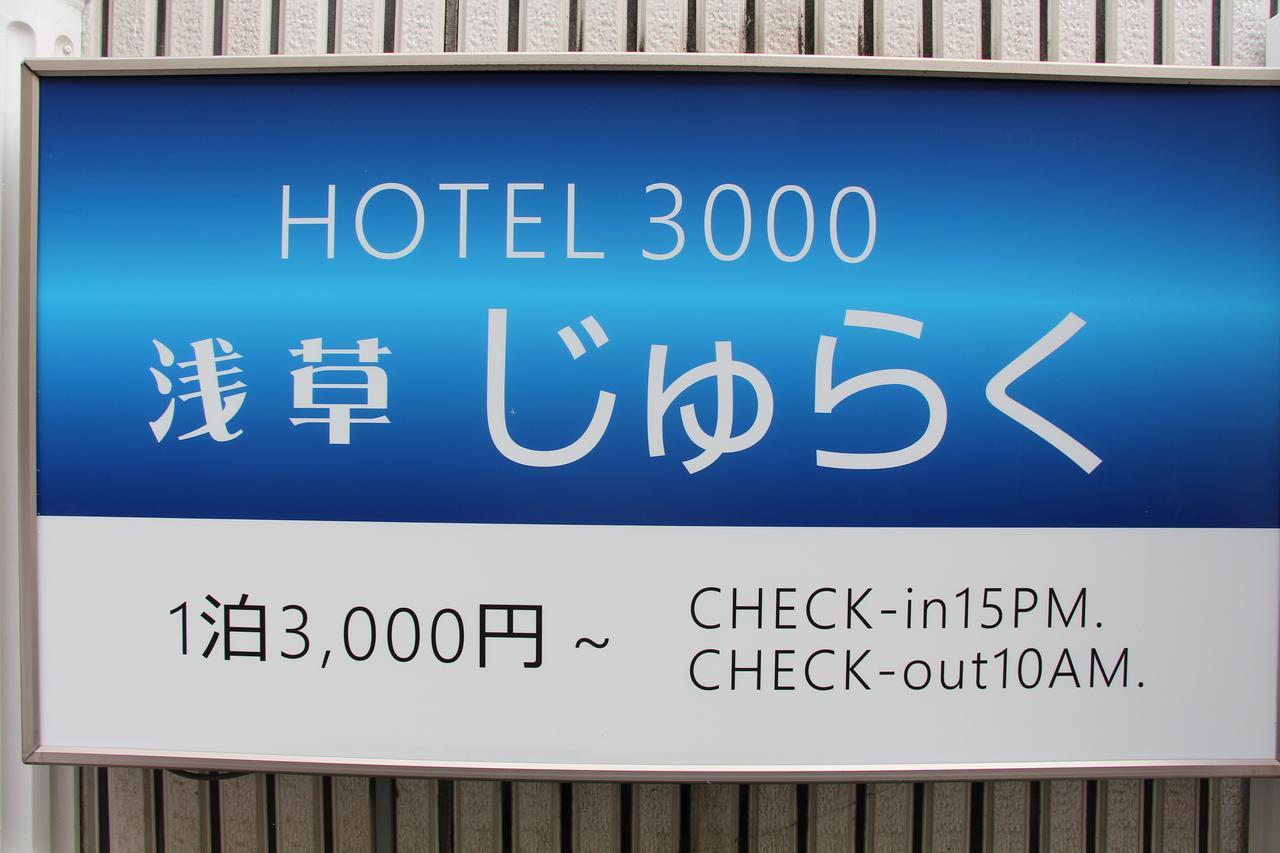 HOTEL 3000
浅草 じゅらく
1泊3,000円 ~
CHECK-in15PM.
CHECK-out10AM.